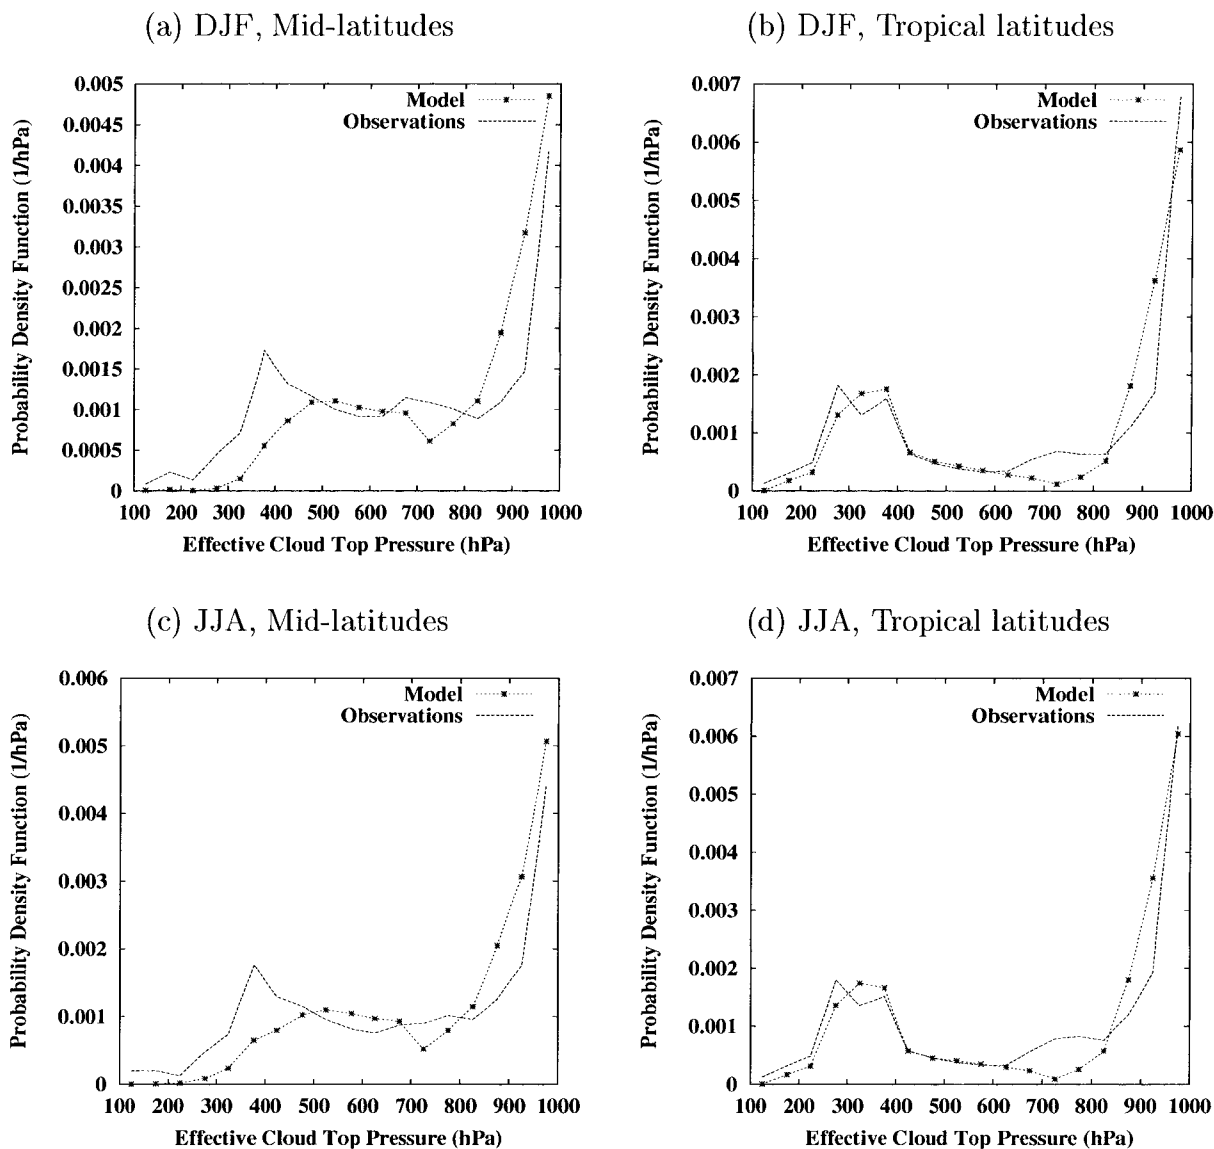 (a) DJF, Mid-latitudes
Probability Density Function (1/hPa)
0.005
0.0045
0.004
0.0035
0.003
0.0025
0.002
0.0015
0.001
0.0005
0
Model
Observations
100 200 300 400 500 600 700 800 900 1000
Effective Cloud Top Pressure (hPa)
(b) DJF, Tropical latitudes
Probability Density Function (1/hPa)
0.007
0.006
0.005
0.004
0.003
0.002
0.001
0
Model
Observations
100 200 300 400 500 600 700 800 900 1000
Effective Cloud Top Pressure (hPa)
(c) JJA, Mid-latitudes
Probability Density Function (1/hPa)
0.006
0.005
0.004
0.003
0.002
0.001
0
Model
Observations
100 200 300 400 500 600 700 800 900 1000
Effective Cloud Top Pressure (hPa)
(d) JJA, Tropical latitudes
Probability Density Function (1/hPa)
0.007
0.006
0.005
0.004
0.003
0.002
0.001
0
Model
Observations
100 200 300 400 500 600 700 800 900 1000
Effective Cloud Top Pressure (hPa)